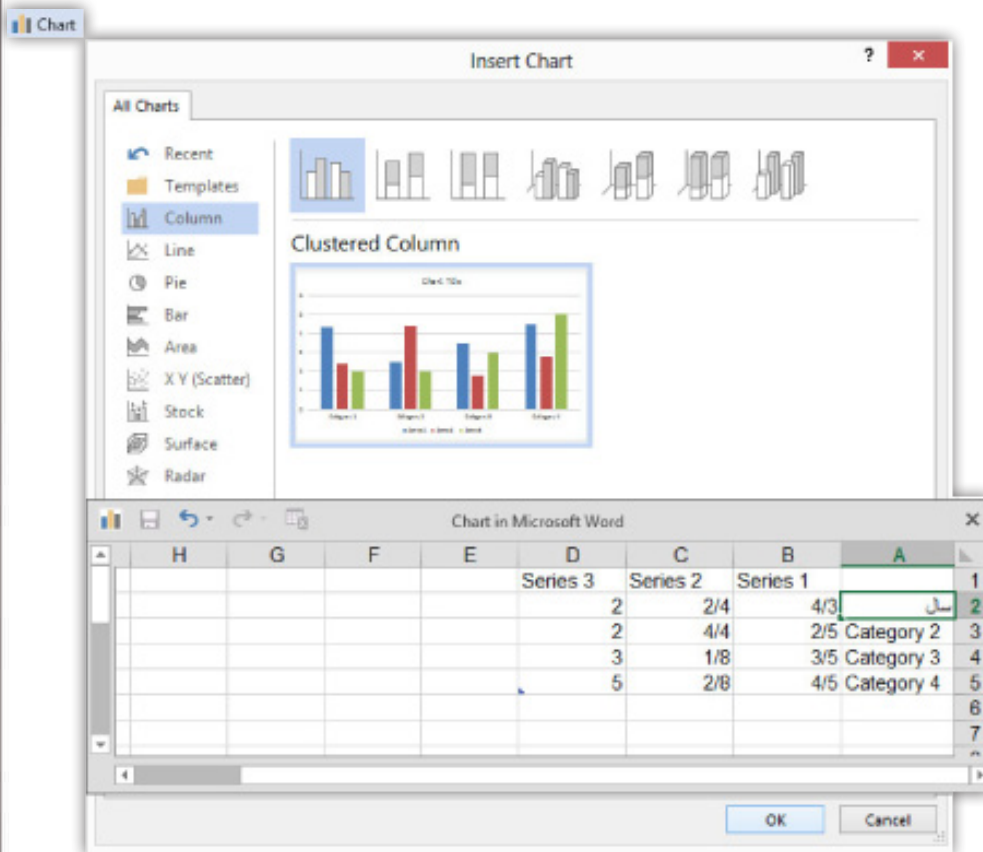 Chart
Insert Chart
?
All Charts
Recent
Templates
Column
Line
Pie
Bar
Area
X Y (Scatter)
Stock
Surface
Radar
Clustered Column
Chart in Microsoft Word
H G F E D C B A
Series 3 Series 2 Series 1 1
2 2/4 4/3 سال 2
2 4/4 2/5 Category 2 3
3 1/8 3/5 Category 3 4
5 2/8 4/5 Category 4 5
6
7
OK Cancel